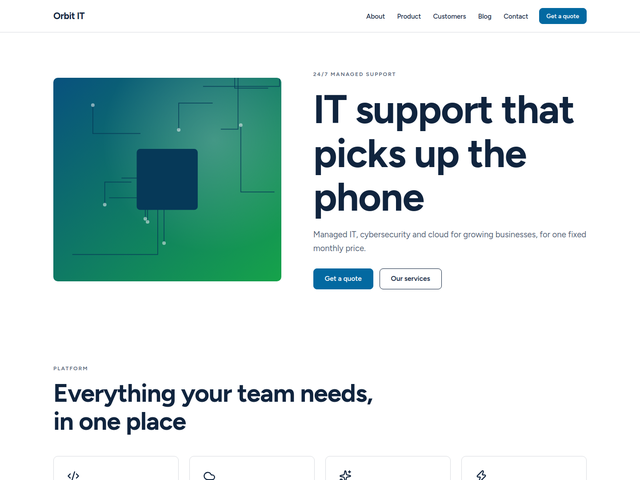 Orbit IT
About Product Customers Blog Contact Get a quote
24/7 MANAGED SUPPORT
IT support that
picks up the
phone
Managed IT, cybersecurity and cloud for growing businesses, for one fixed
monthly price.
Get a quote Our services
PLATFORM
Everything your team needs,
in one place